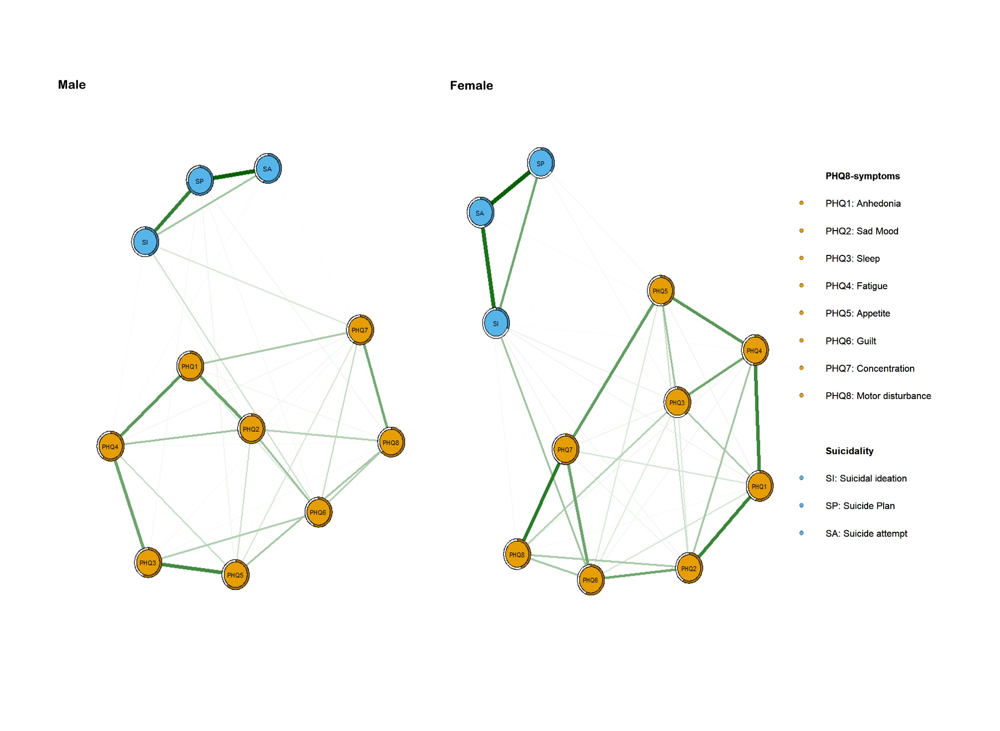 Male
Female
SP
SA
SI
PHQ7
PHQ1
PHQ2
PHQ4
PHQ8
PHQ6
PHQ3
PHQ5
SP
SA
SI
PHQ5
PHQ4
PHQ3
PHQ7
PHQ1
PHQ8
PHQ6
PHQ2
PHQ8-symptoms
PHQ1: Anhedonia
PHQ2: Sad Mood
PHQ3: Sleep
PHQ4: Fatigue
PHQ5: Appetite
PHQ6: Guilt
PHQ7: Concentration
PHQ8: Motor disturbance
Suicidality
SI: Suicidal ideation
SP: Suicide Plan
SA: Suicide attempt